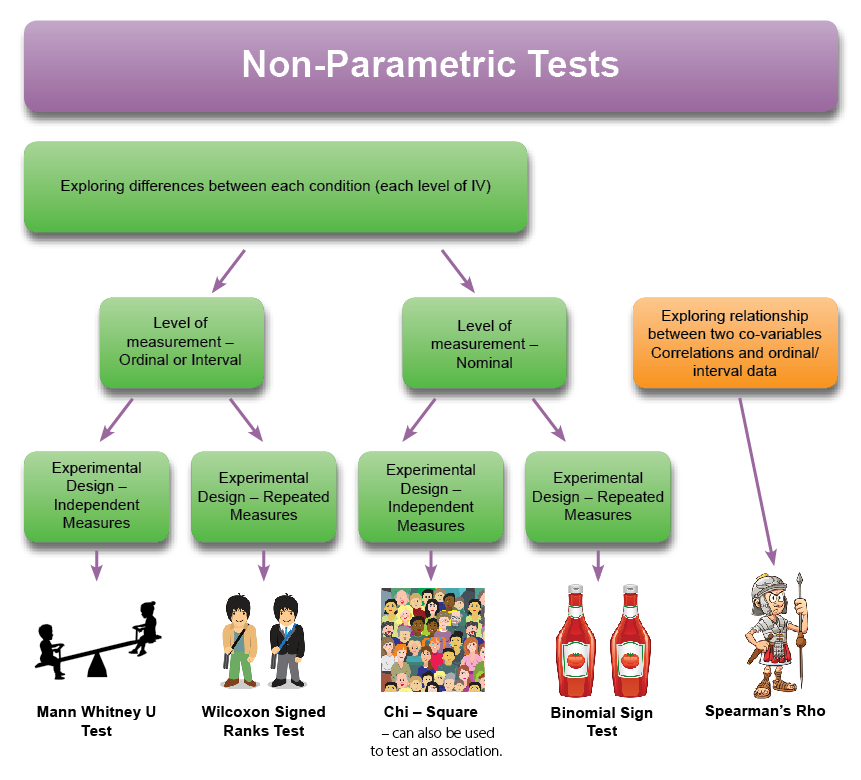 Non-Parametric Tests
Exploring differences between each condition (each level of IV)
Level of
measurement –
Ordinal or Interval
Level of
measurement –
Nominal
Exploring relationship
between two co-variables
Correlations and ordinal/
interval data
Experimental
Design –
Independent
Measures
Experimental
Design – Repeated
Measures
Experimental
Design –
Independent
Measures
Experimental
Design – Repeated
Measures
Mann Whitney U
Test
Wilcoxon Signed
Ranks Test
Chi – Square
– can also be used
to test an association.
Binomial Sign
Test
Spearman's Rho